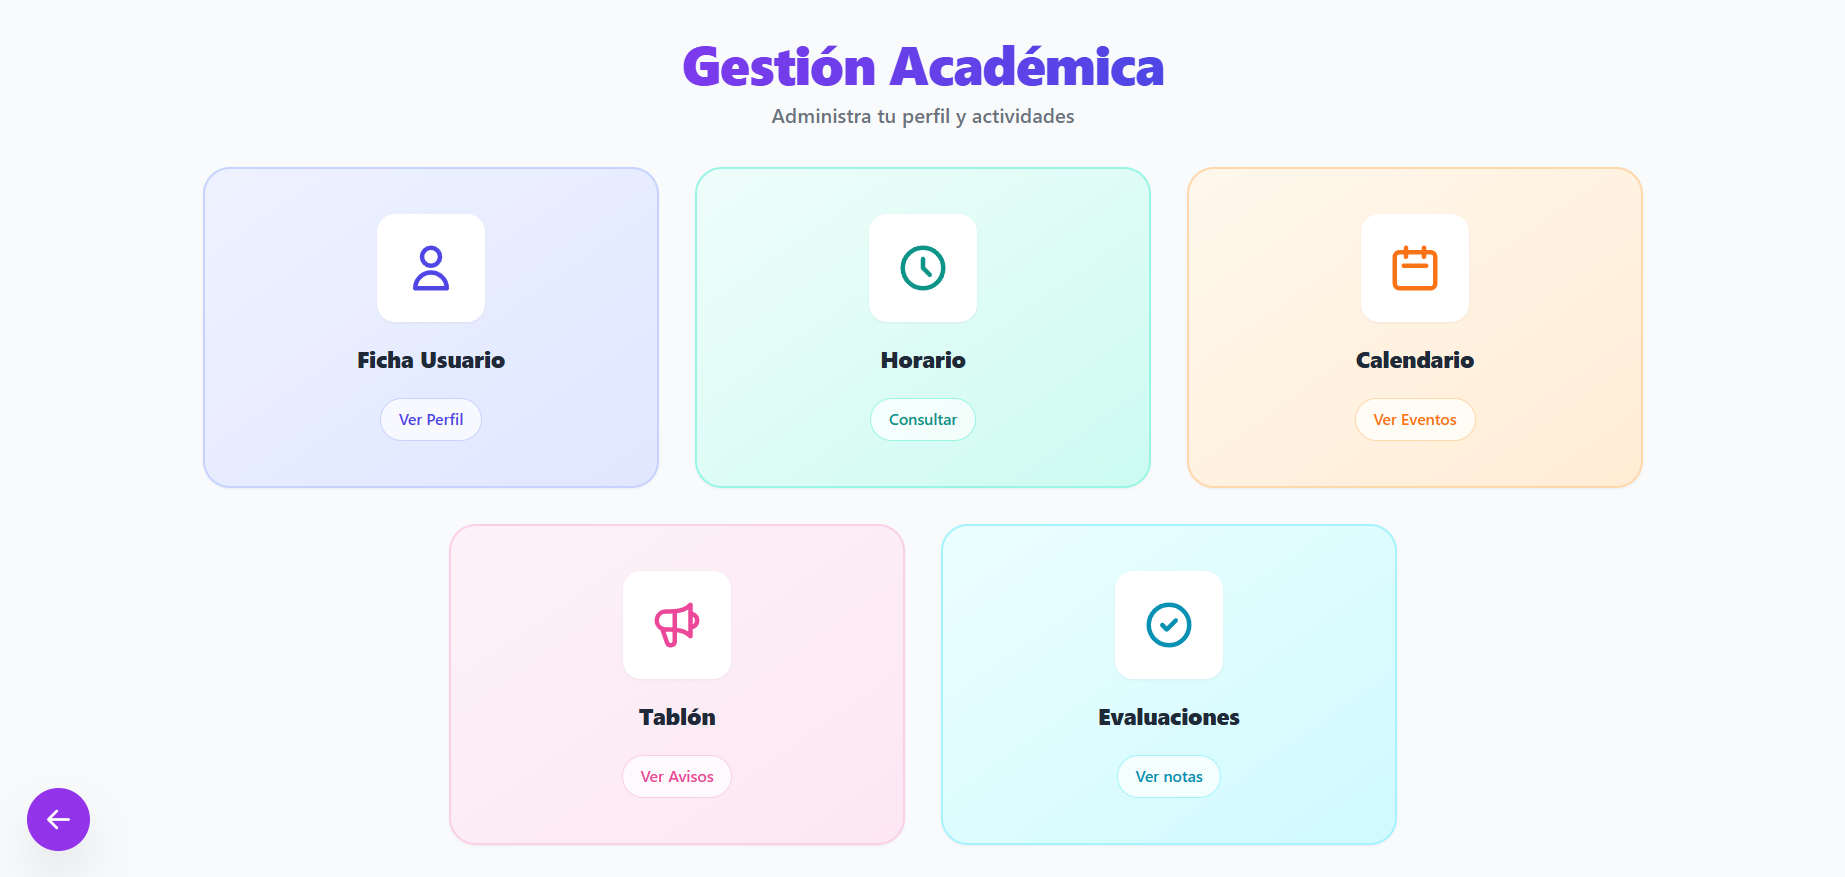 Gestión Académica
Administra tu perfil y actividades
Ficha Usuario
Ver Perfil
Horario
Consultar
Calendario
Ver Eventos
Tablón
Ver Avisos
Evaluaciones
Ver notas